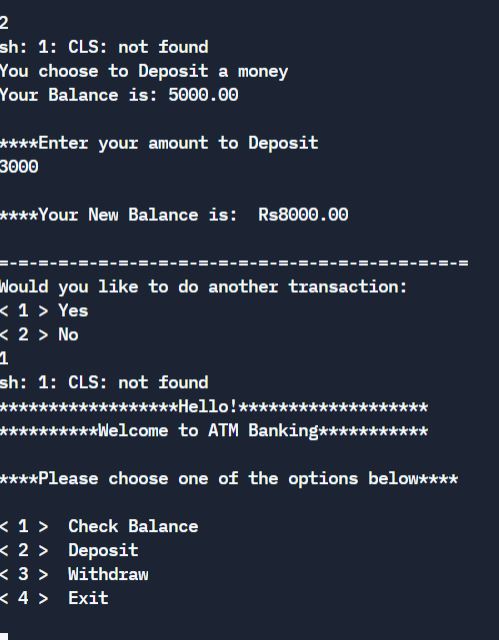 2
sh: 1: CLS: not found
You choose to Deposit a money
Your Balance is: 5000.00
****Enter your amount to Deposit
3000
****Your New Balance is:  Rs8000.00
=-=-=-=-=-=-=-=-=-=-=-=-=-=-=-=-=-=-=-=-=-=-=-=
Would you like to do another transaction:
< 1 > Yes
< 2 > No
1
sh: 1: CLS: not found
******************Hello!*******************
**********Welcome to ATM Banking***********
****Please choose one of the options below****
< 1 >  Check Balance
< 2 >  Deposit
< 3 >  Withdraw
< 4 >  Exit